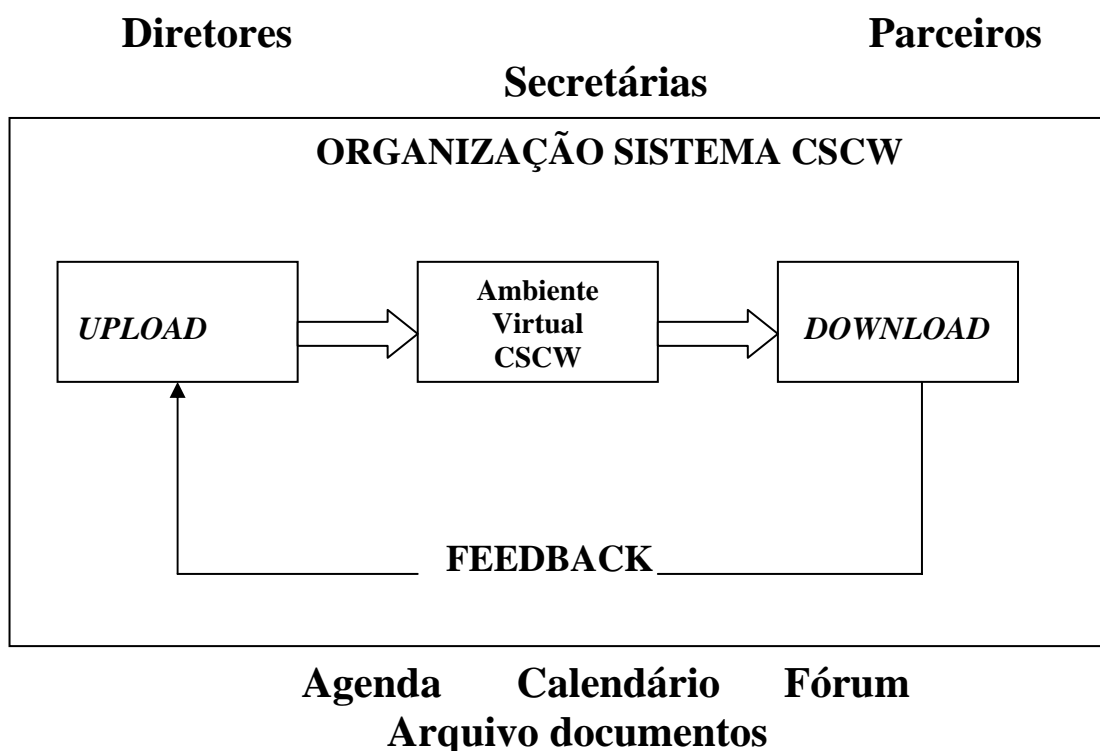 Diretores Parceiros
Secretárias
ORGANIZAÇÃO SISTEMA CSCW
UPLOAD
Ambiente
Virtual
CSCW
DOWNLOAD
FEEDBACK
Agenda Calendário Fórum
Arquivo documentos